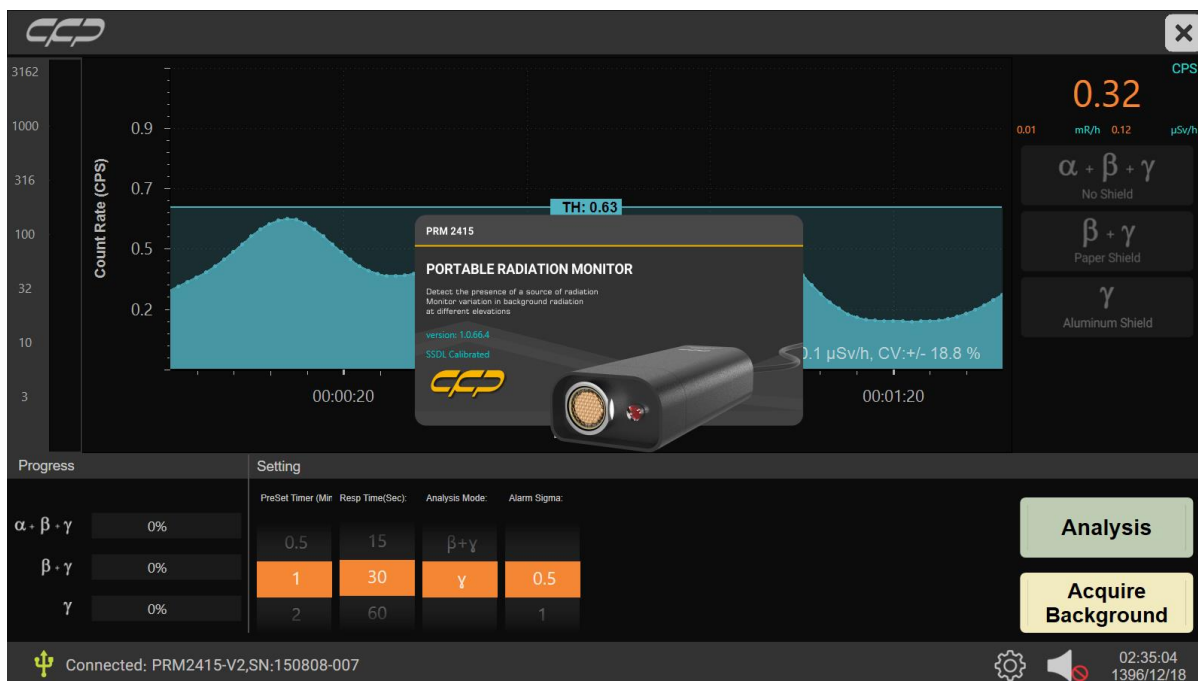 CPS
0.32
0.01 mR/h 0.12 µSv/h
3162
1000
316
100
32
10
3
Count Rate (CPS)
0.9
0.7
0.5
0.2
TH: 0.63
00:00:20
00:01:20
0.1 µSv/h, CV:+/- 18.8 %
PRM 2415
PORTABLE RADIATION MONITOR
Detect the presence of a source of radiation
Monitor variation in background radiation
at different elevations
version: 1.0.66.4
SSDL Calibrated
α + β + γ
No Shield
β + γ
Paper Shield
γ
Aluminum Shield
Progress
α + β + γ 0%
β + γ 0%
γ 0%
Setting
PreSet Timer (Min Resp Time(Sec): Analysis Mode: Alarm Sigma:
0.5 15 β+γ
1 30 γ 0.5
2 60 1
Analysis
Acquire
Background
Connected: PRM2415-V2,SN:150808-007
02:35:04
1396/12/18